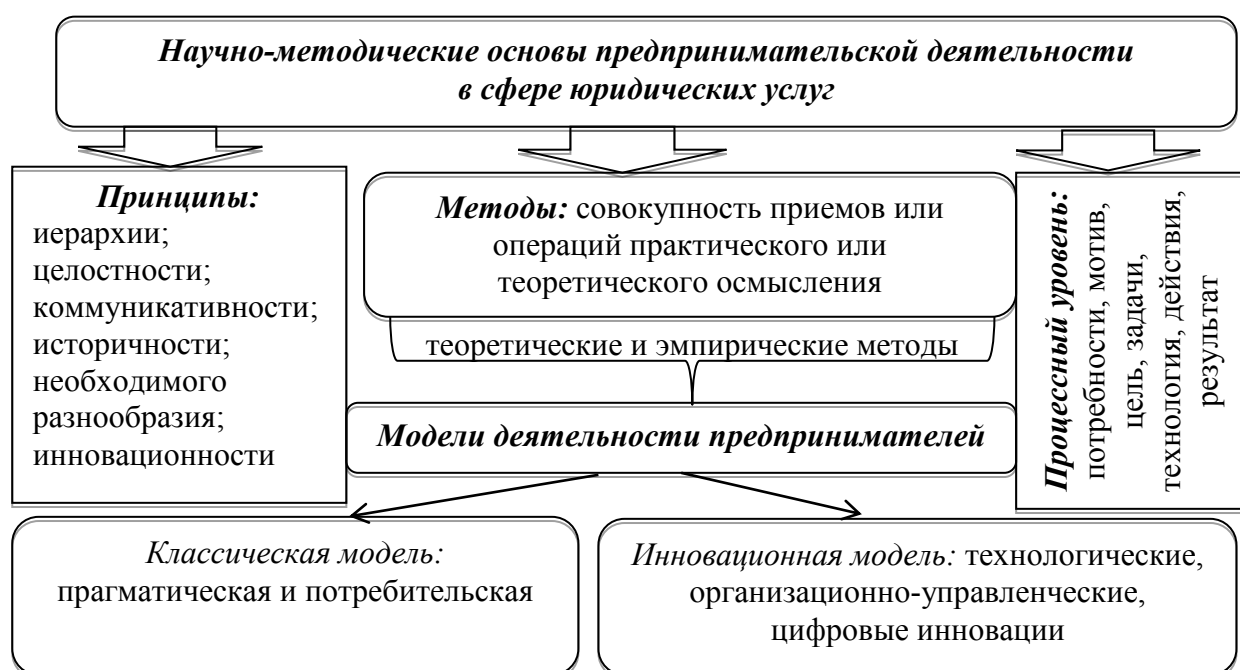 Научно-методические основы предпринимательской деятельности
в сфере юридических услуг
Принципы:
иерархии;
целостности;
коммуникативности;
историчности;
необходимого
разнообразия;
инновационности
Методы: совокупность приемов или
операций практического или
теоретического осмысления
теоретические и эмпирические методы
Модели деятельности предпринимателей
Процессный уровень:
потребности, мотив,
цель, задачи,
технология, действия,
результат
Классическая модель:
прагматическая и потребительская
Инновационная модель: технологические,
организационно-управленческие,
цифровые инновации